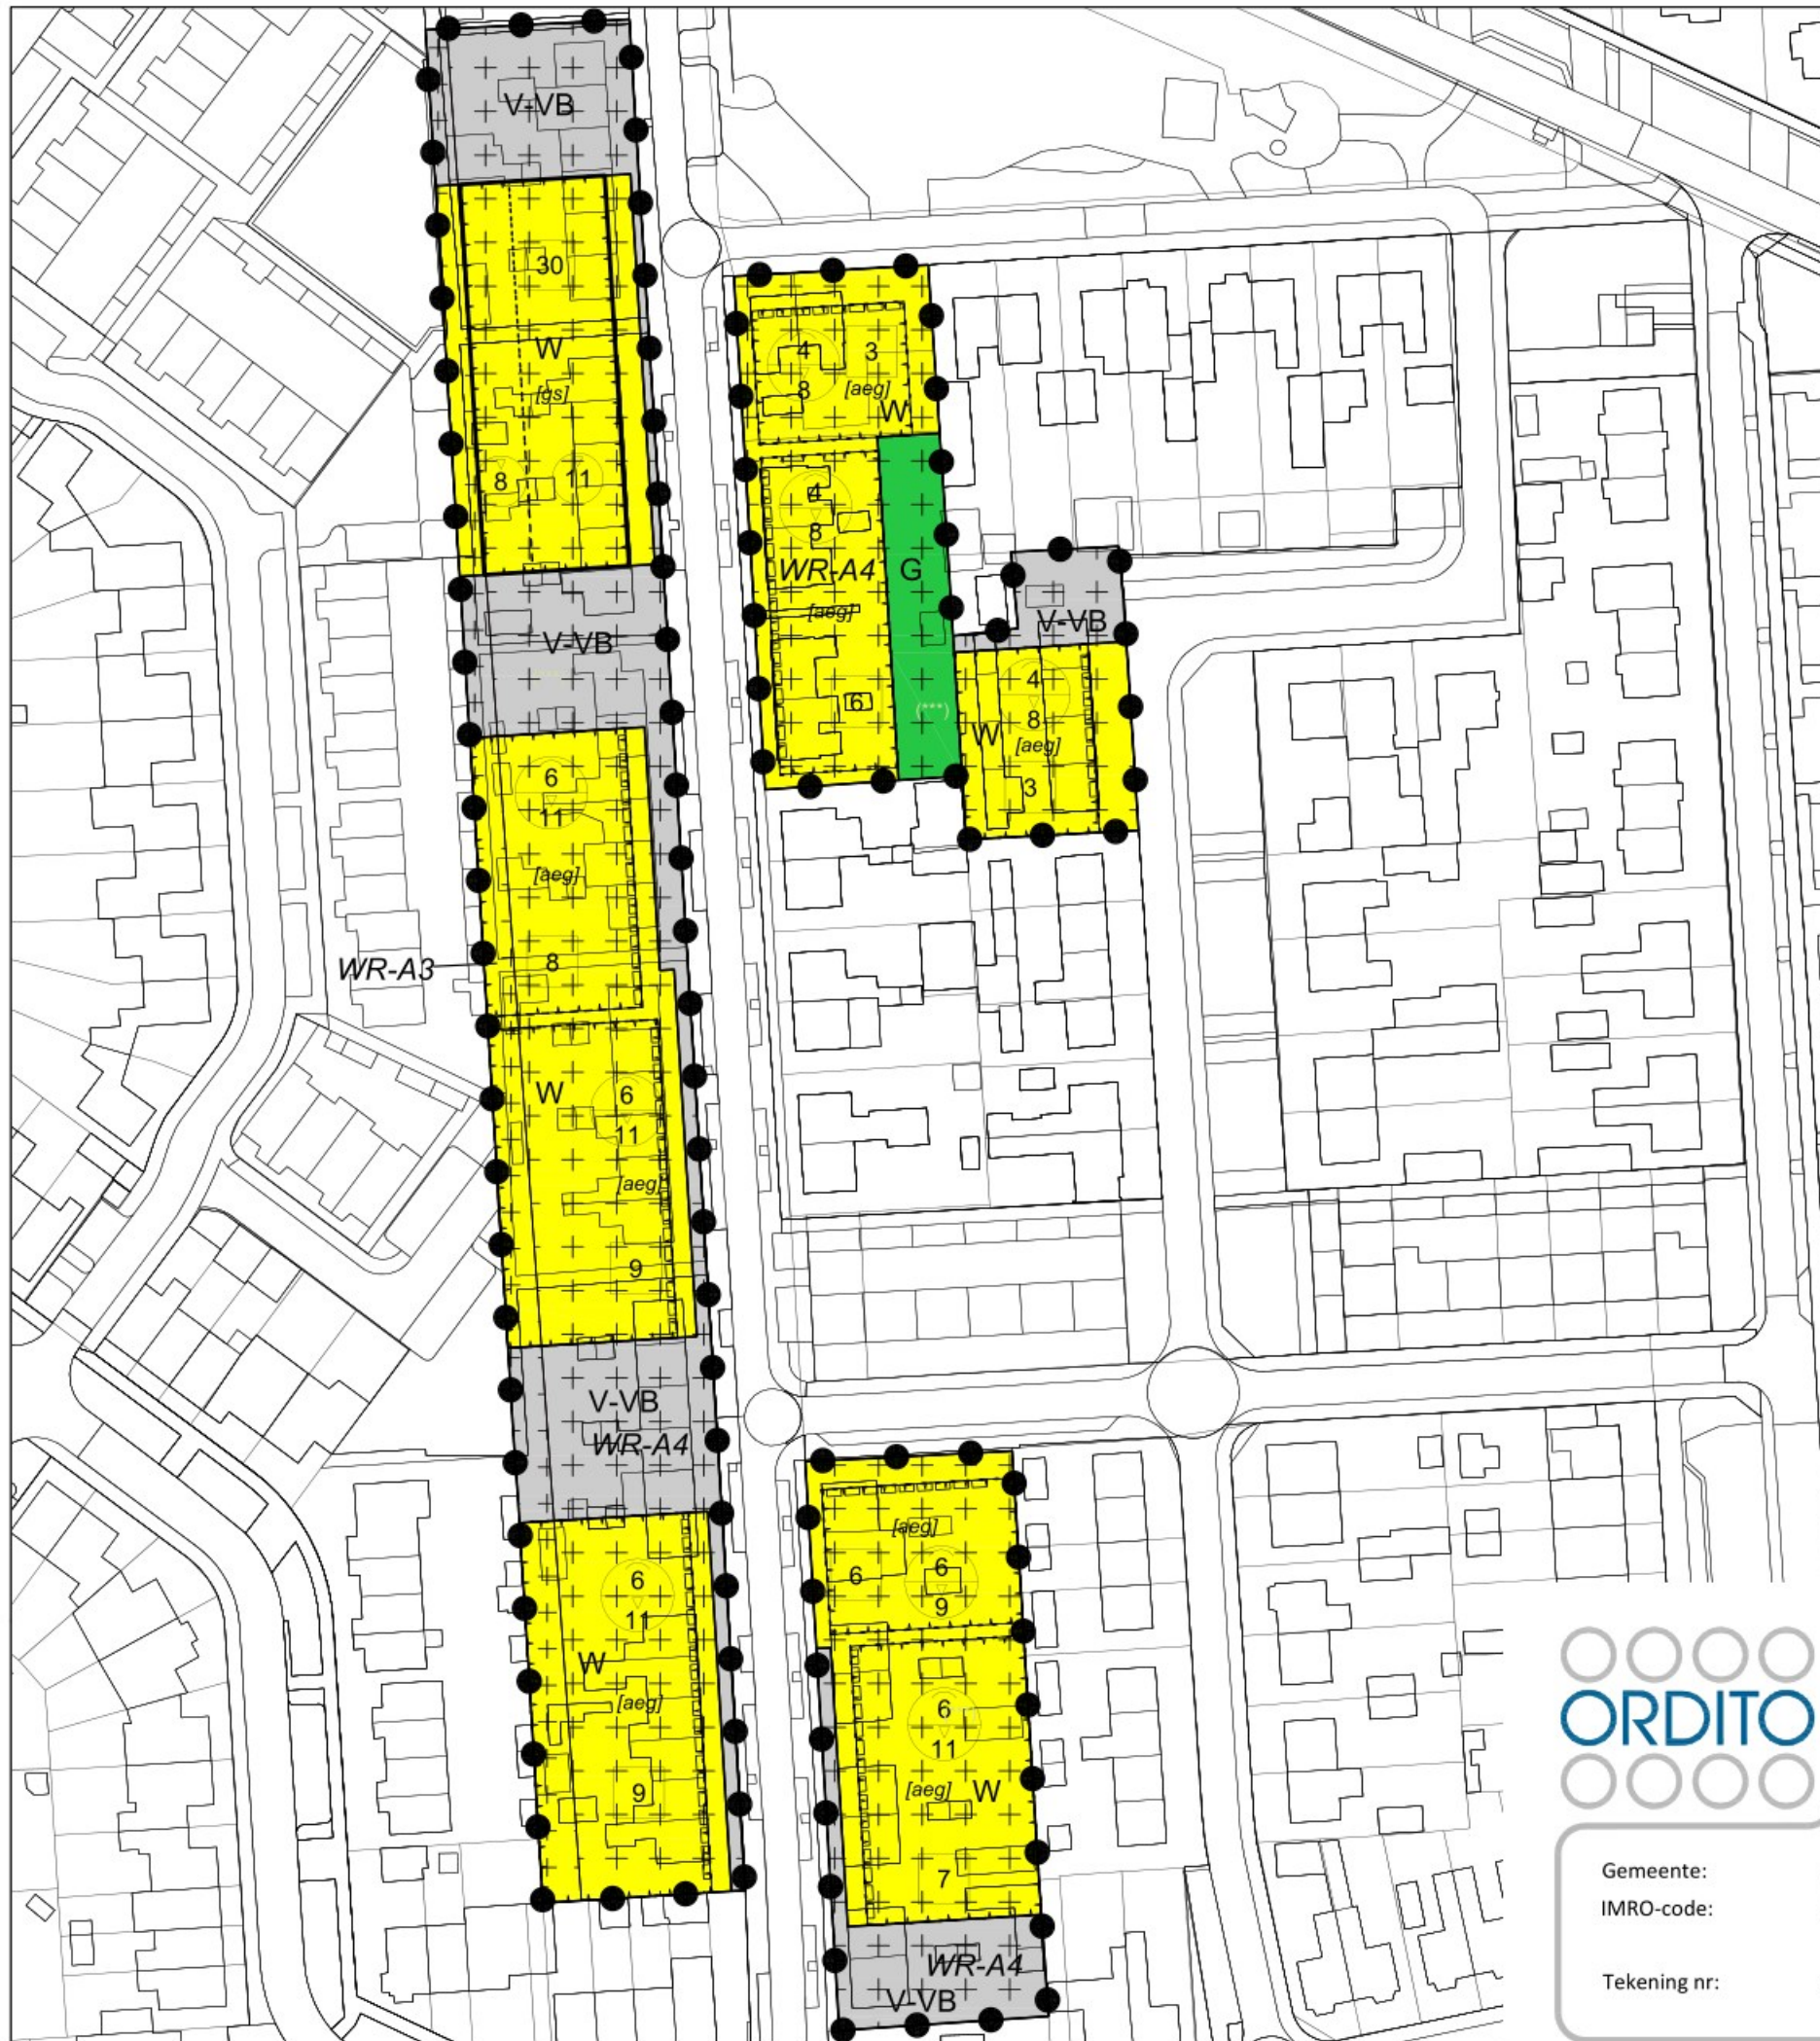 V-VB
30
W
[gs]
8
11
V-VB
6
11
[aeg]
WR-A3
8
W
6
11
[aeg]
9
V-VB
WR-A4
6
11
W
[aeg]
9
4
8
3
[aeg]
W
4
8
WR-A4
[aeg]
6
G
(***)
V-VB
4
8
W
[aeg]
3
[aeg]
6
6
9
6
11
[aeg]
W
7
WR-A4
V-VB
ORDITO
Gemeente:
IMRO-code:
Tekening nr: